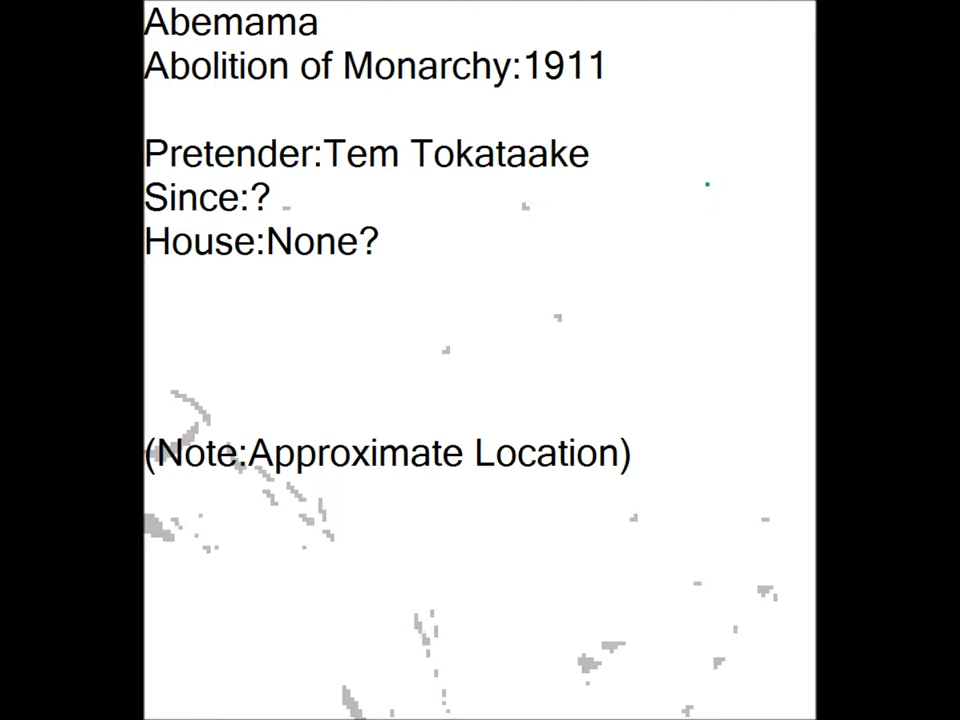 Abemama
Abolition of Monarchy:1911
Pretender:Tem Tokataake
Since:?
House:None?
(Note:Approximate Location)